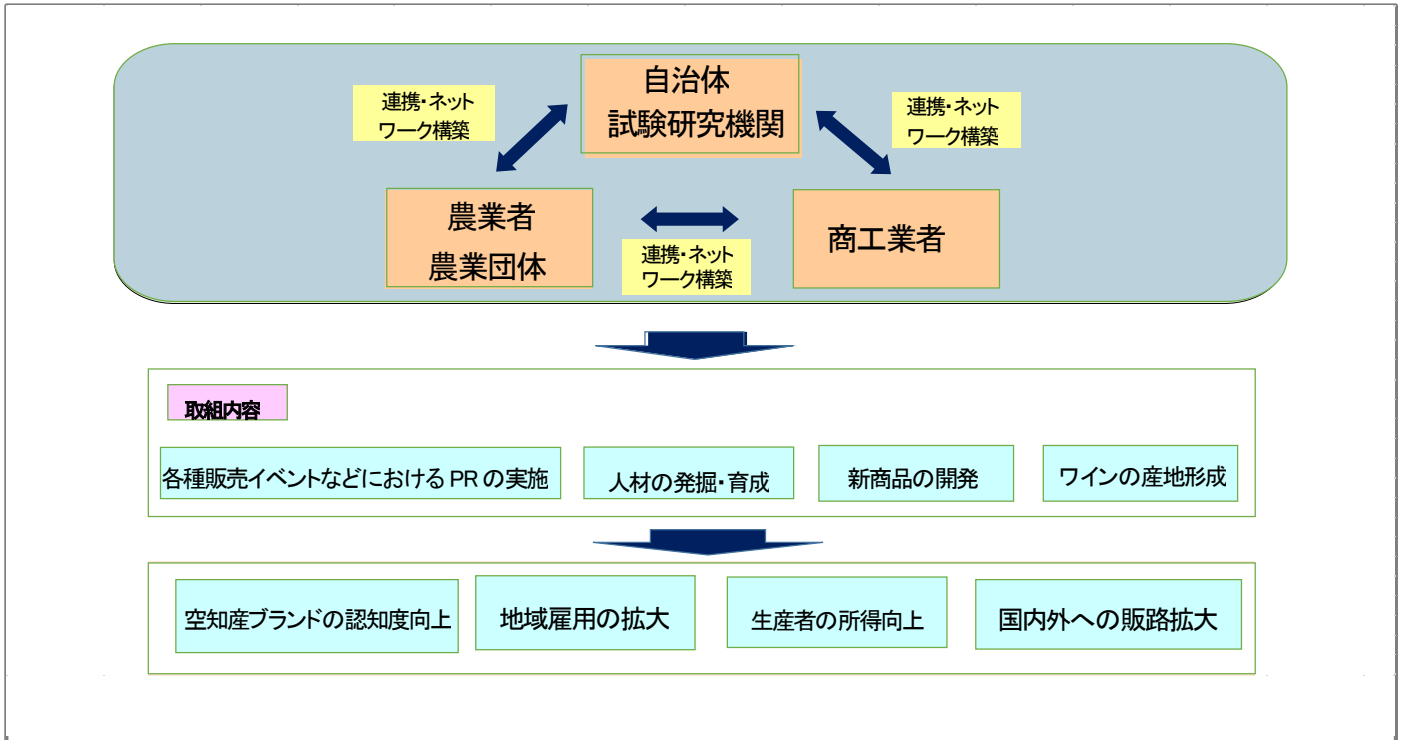 自治体
試験研究機関
連携・ネット
ワーク構築
連携・ネット
ワーク構築
農業者
農業団体
連携・ネット
ワーク構築
商工業者
取組内容
各種販売イベントなどにおける PR の実施
人材の発掘・育成
新商品の開発
ワインの産地形成
空知産ブランドの認知度向上
地域雇用の拡大
生産者の所得向上
国内外への販路拡大